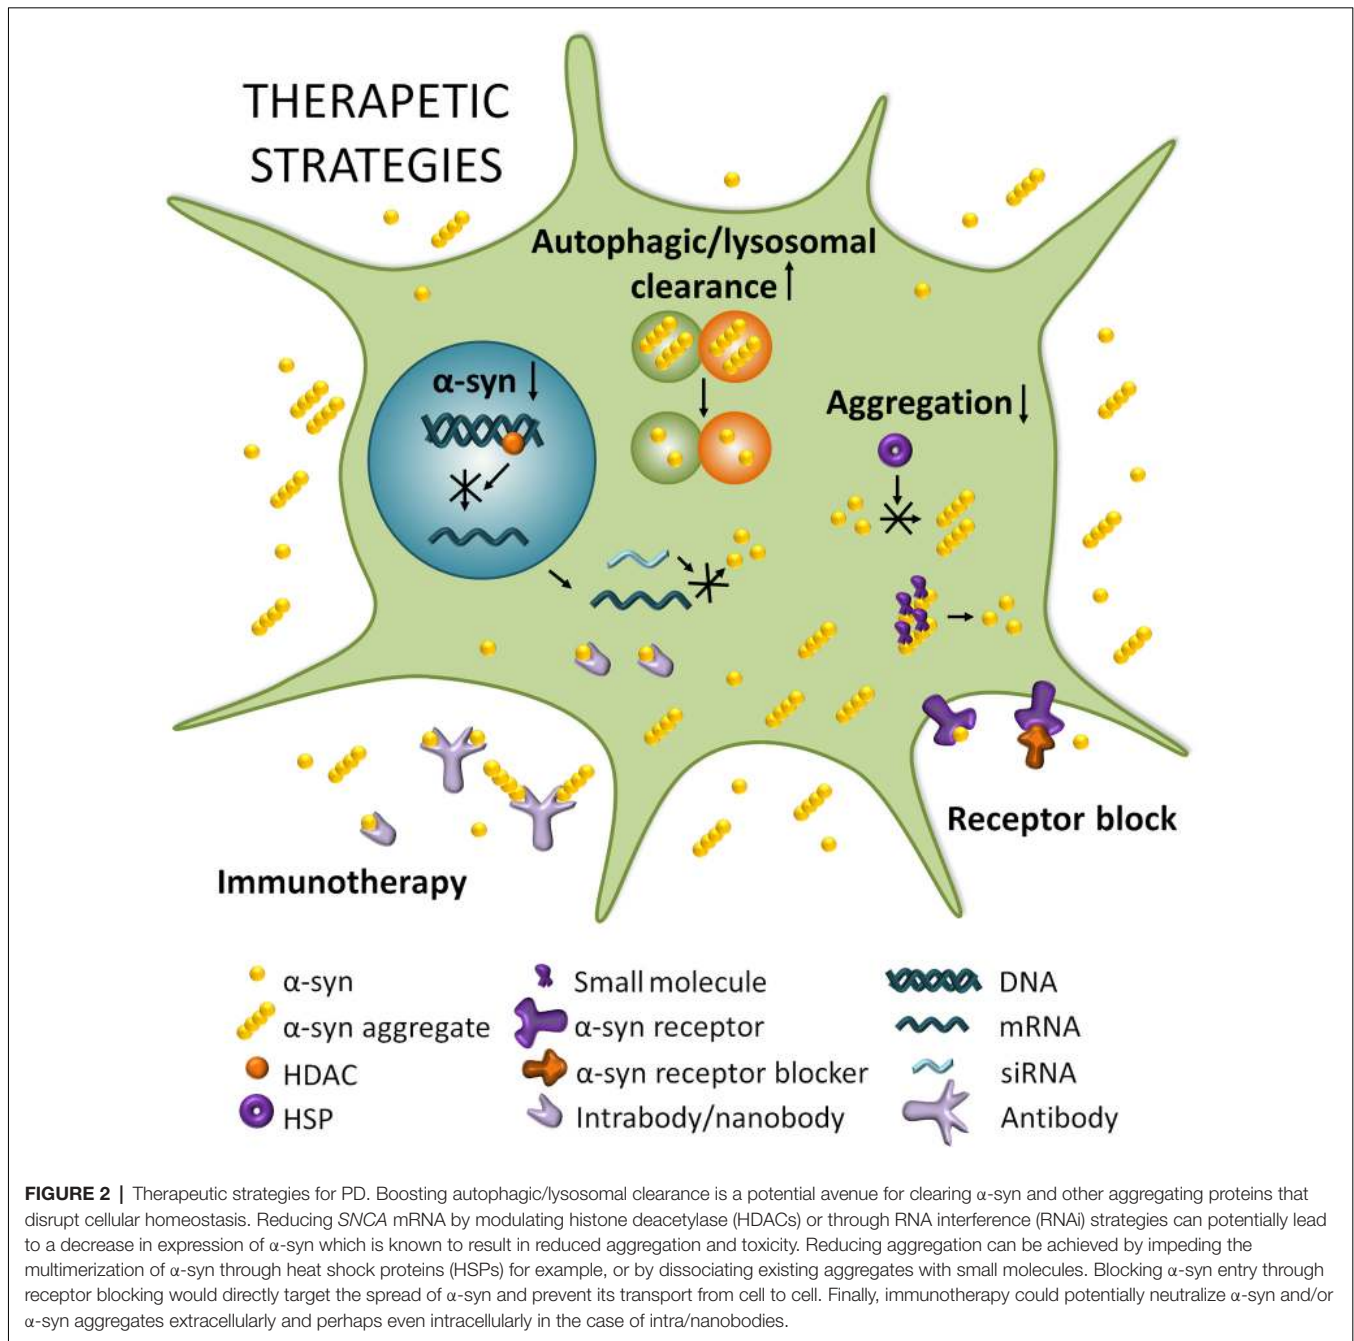 THERAPETIC
STRATEGIES
Autophagic/lysosomal
clearance↑
α-syn↓
Aggregation↓
Receptor block
Immunotherapy
α-syn
α-syn aggregate
HDAC
HSP
Small molecule
α-syn receptor
α-syn receptor blocker
Intrabody/nanobody
DNA
mRNA
siRNA
Antibody
FIGURE 2 | Therapeutic strategies for PD. Boosting autophagic/lysosomal clearance is a potential avenue for clearing α-syn and other aggregating proteins that
disrupt cellular homeostasis. Reducing SNCA mRNA by modulating histone deacetylase (HDACs) or through RNA interference (RNAi) strategies can potentially lead
to a decrease in expression of α-syn which is known to result in reduced aggregation and toxicity. Reducing aggregation can be achieved by impeding the
multimerization of α-syn through heat shock proteins (HSPs) for example, or by dissociating existing aggregates with small molecules. Blocking α-syn entry through
receptor blocking would directly target the spread of α-syn and prevent its transport from cell to cell. Finally, immunotherapy could potentially neutralize α-syn and/or
α-syn aggregates extracellularly and perhaps even intracellularly in the case of intra/nanobodies.